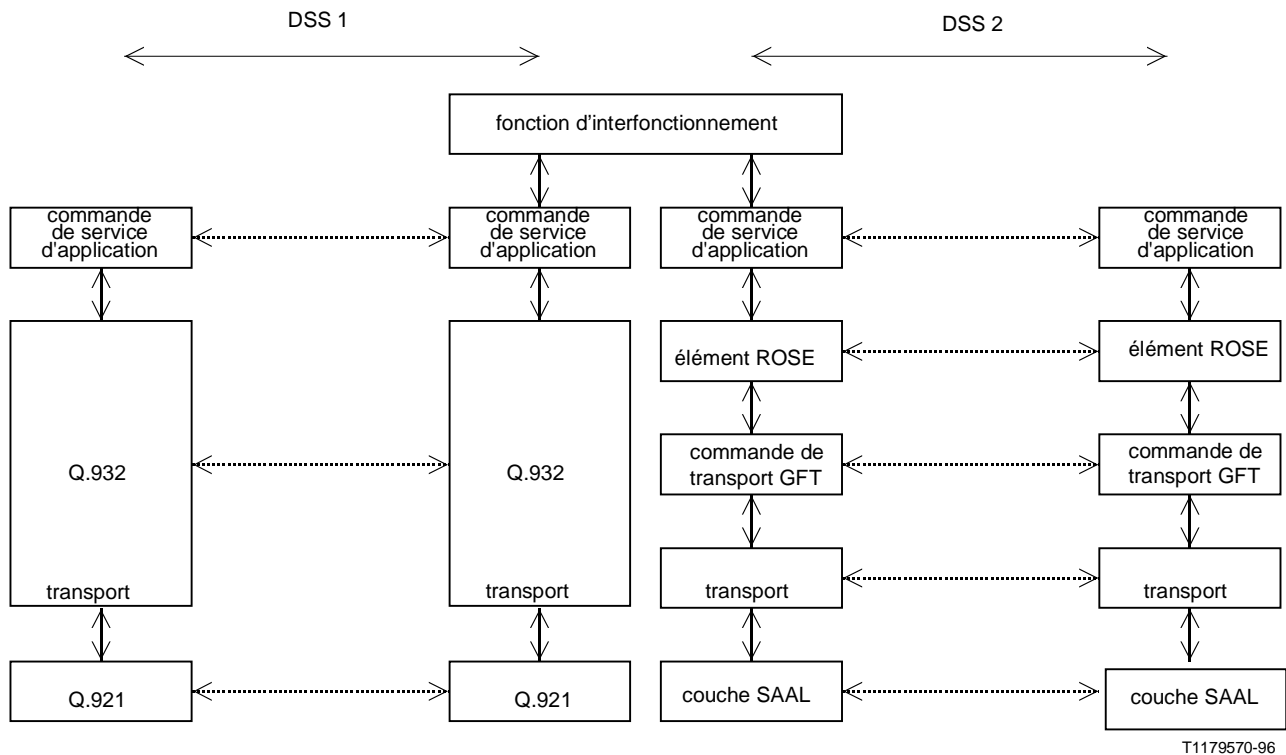 DSS 1
DSS 2
fonction d'interfonctionnement
commande
de service
d'application
commande
de service
d'application
commande
de service
d'application
commande
de service
d'application
élément ROSE
élément ROSE
Q.932
Q.932
commande de
transport GFT
commande de
transport GFT
transport
transport
transport
transport
Q.921
Q.921
couche SAAL
couche SAAL
T1179570-96